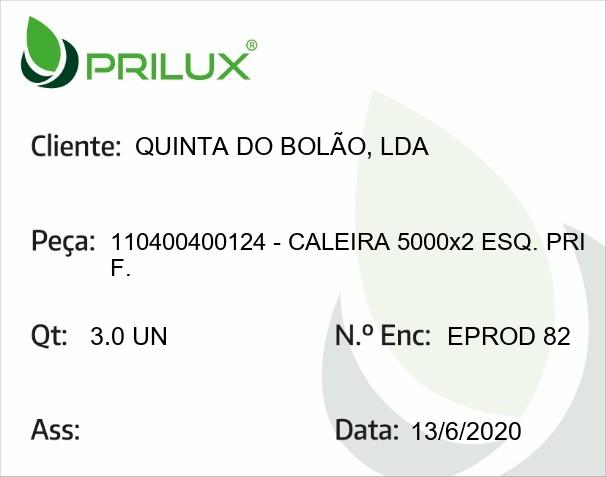 PRILUX®
Cliente: QUINTA DO BOLÃO, LDA
Peça: 110400400124 - CALEIRA 5000x2 ESQ. PRI
F.
Qt: 3.0 UN N.º Enc: EPROD 82
Ass: Data: 13/6/2020